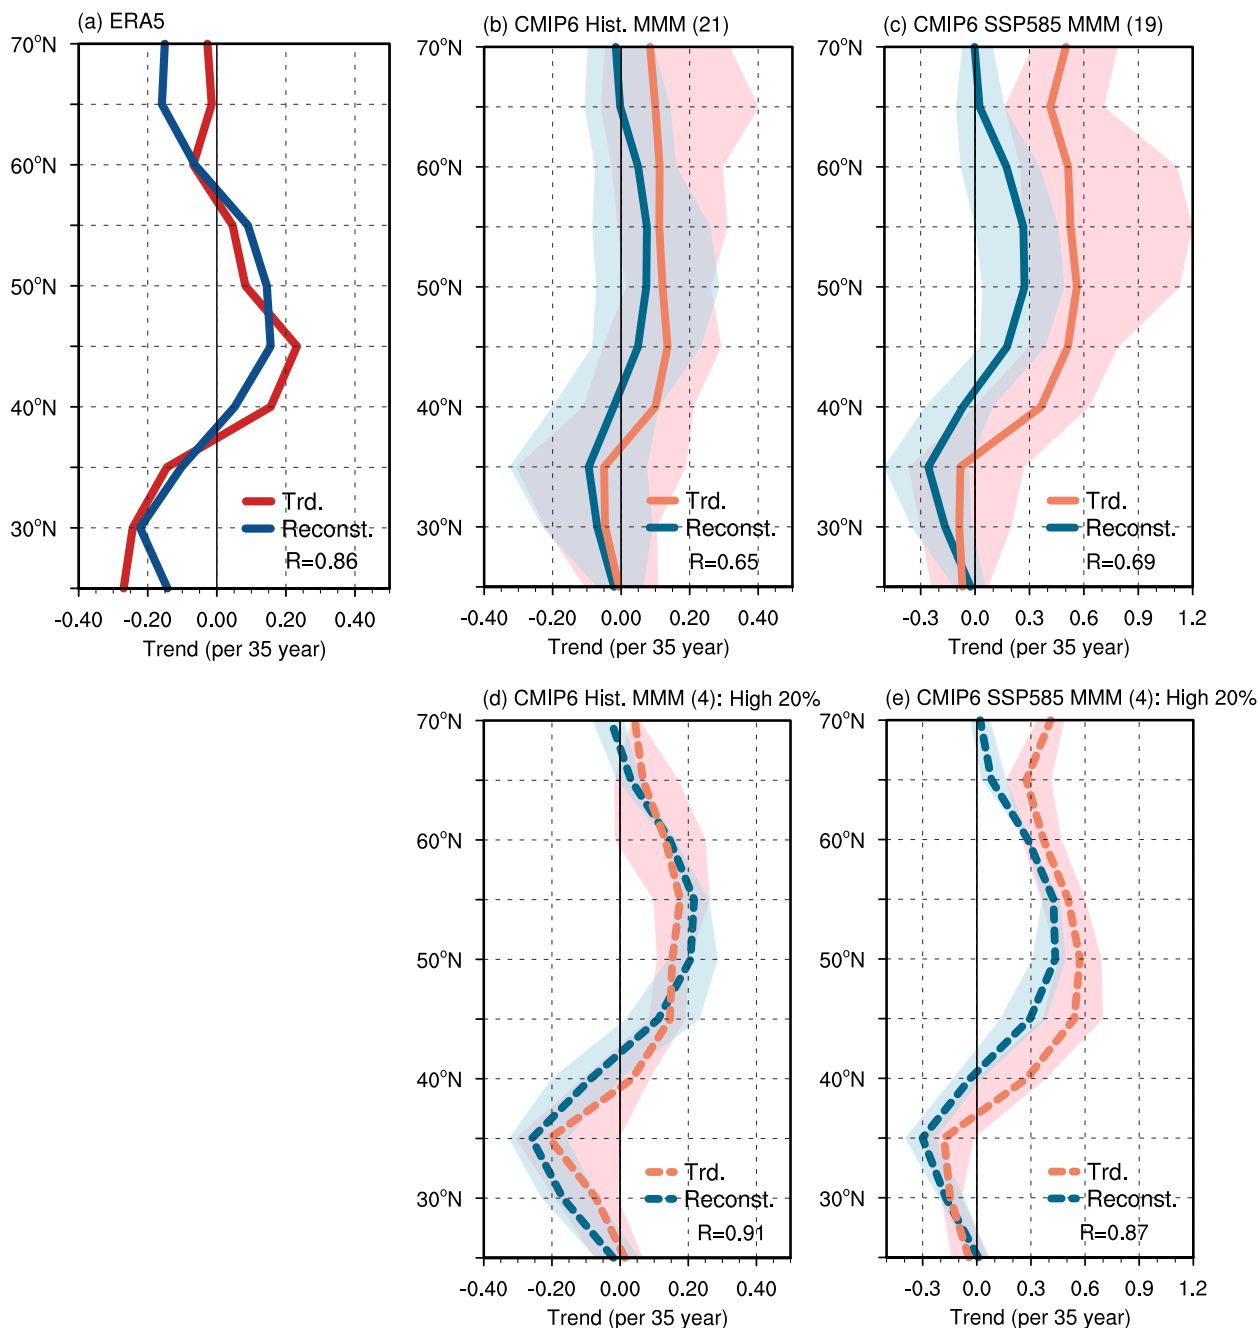 (a) ERA5
70°N
60°N
50°N
40°N
30°N
Trd.
Reconst.
R=0.86
-0.40 -0.20 0.00 0.20 0.40
Trend (per 35 year)
(b) CMIP6 Hist. MMM (21)
70°N
60°N
50°N
40°N
30°N
Trd.
Reconst.
R=0.65
-0.40 -0.20 0.00 0.20 0.40
Trend (per 35 year)
(c) CMIP6 SSP585 MMM (19)
70°N
60°N
50°N
40°N
30°N
Trd.
Reconst.
R=0.69
-0.3 0.0 0.3 0.6 0.9 1.2
Trend (per 35 year)
(d) CMIP6 Hist. MMM (4): High 20%
70°N
60°N
50°N
40°N
30°N
Trd.
Reconst.
R=0.91
-0.40 -0.20 0.00 0.20 0.40
Trend (per 35 year)
(e) CMIP6 SSP585 MMM (4): High 20%
70°N
60°N
50°N
40°N
30°N
Trd.
Reconst.
R=0.87
-0.3 0.0 0.3 0.6 0.9 1.2
Trend (per 35 year)